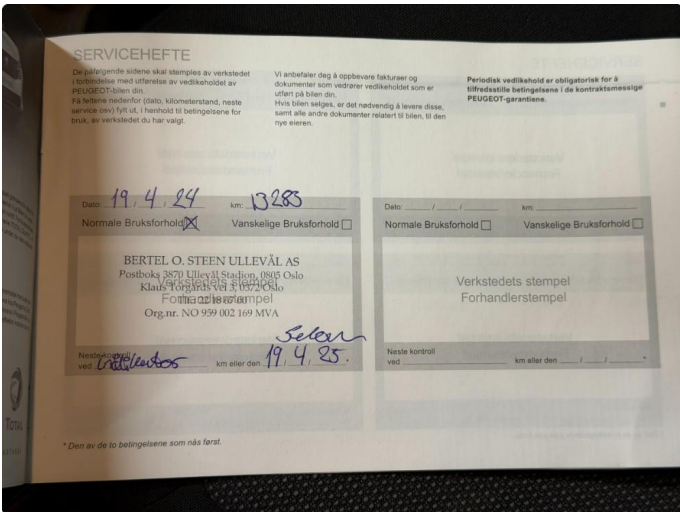 SERVICEHEFTE
De påfølgende sidene skal stemples av verkstedet
i forbindelse med utførelse av vedlikeholdet av
PEUGEOT-bilen din.
Få feltene nedenfor (dato, kilometerstand, neste
service osv) fylt ut, i henhold til betingelsene for
bruk, av verkstedet du har valgt.
Vi anbefaler deg å oppbevare fakturaer og
dokumenter som vedrører vedlikeholdet som er
utført på bilen din.
Hvis bilen selges, er det nødvendig å levere disse,
samt alle andre dokumenter relatert til bilen, til den
nye eieren.
Periodisk vedlikehold er obligatorisk for å
tilfredsstille betingelsene i de kontraktsmessige
PEUGEOT-garantiene.
Dato: 19 / 4 / 24 km: 13283
Normale Bruksforhold Vanskelige Bruksforhold
BERTEL O. STEEN ULLEVÅL AS
Postboks 3870 Ullevål Stadion, 0805 Oslo
Verkstedets stempel
Klaus Torgårds vei 3, 0372 Oslo
Forhandlerstempel
Org.nr. NO 959 002 169 MVA
Neste kontroll
ved km eller den 19 / 4 / 25.
Dato: / / km:
Normale Bruksforhold Vanskelige Bruksforhold
Verkstedets stempel
Forhandlerstempel
Neste kontroll
ved km eller den / / *
* Den av de to betingelsene som nås først.
TOTAL